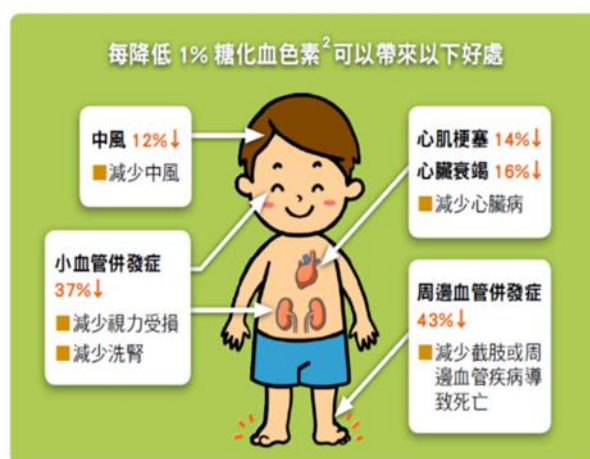 每降低 1% 糖化血色素²可以帶來以下好處
中風 12%↓
■減少中風
心肌梗塞 14%↓
心臟衰竭 16%↓
■減少心臟病
小血管併發症
37%↓
■減少視力受損
■減少洗腎
周邊血管併發症
43%↓
■減少截肢或周
邊血管疾病導
致死亡